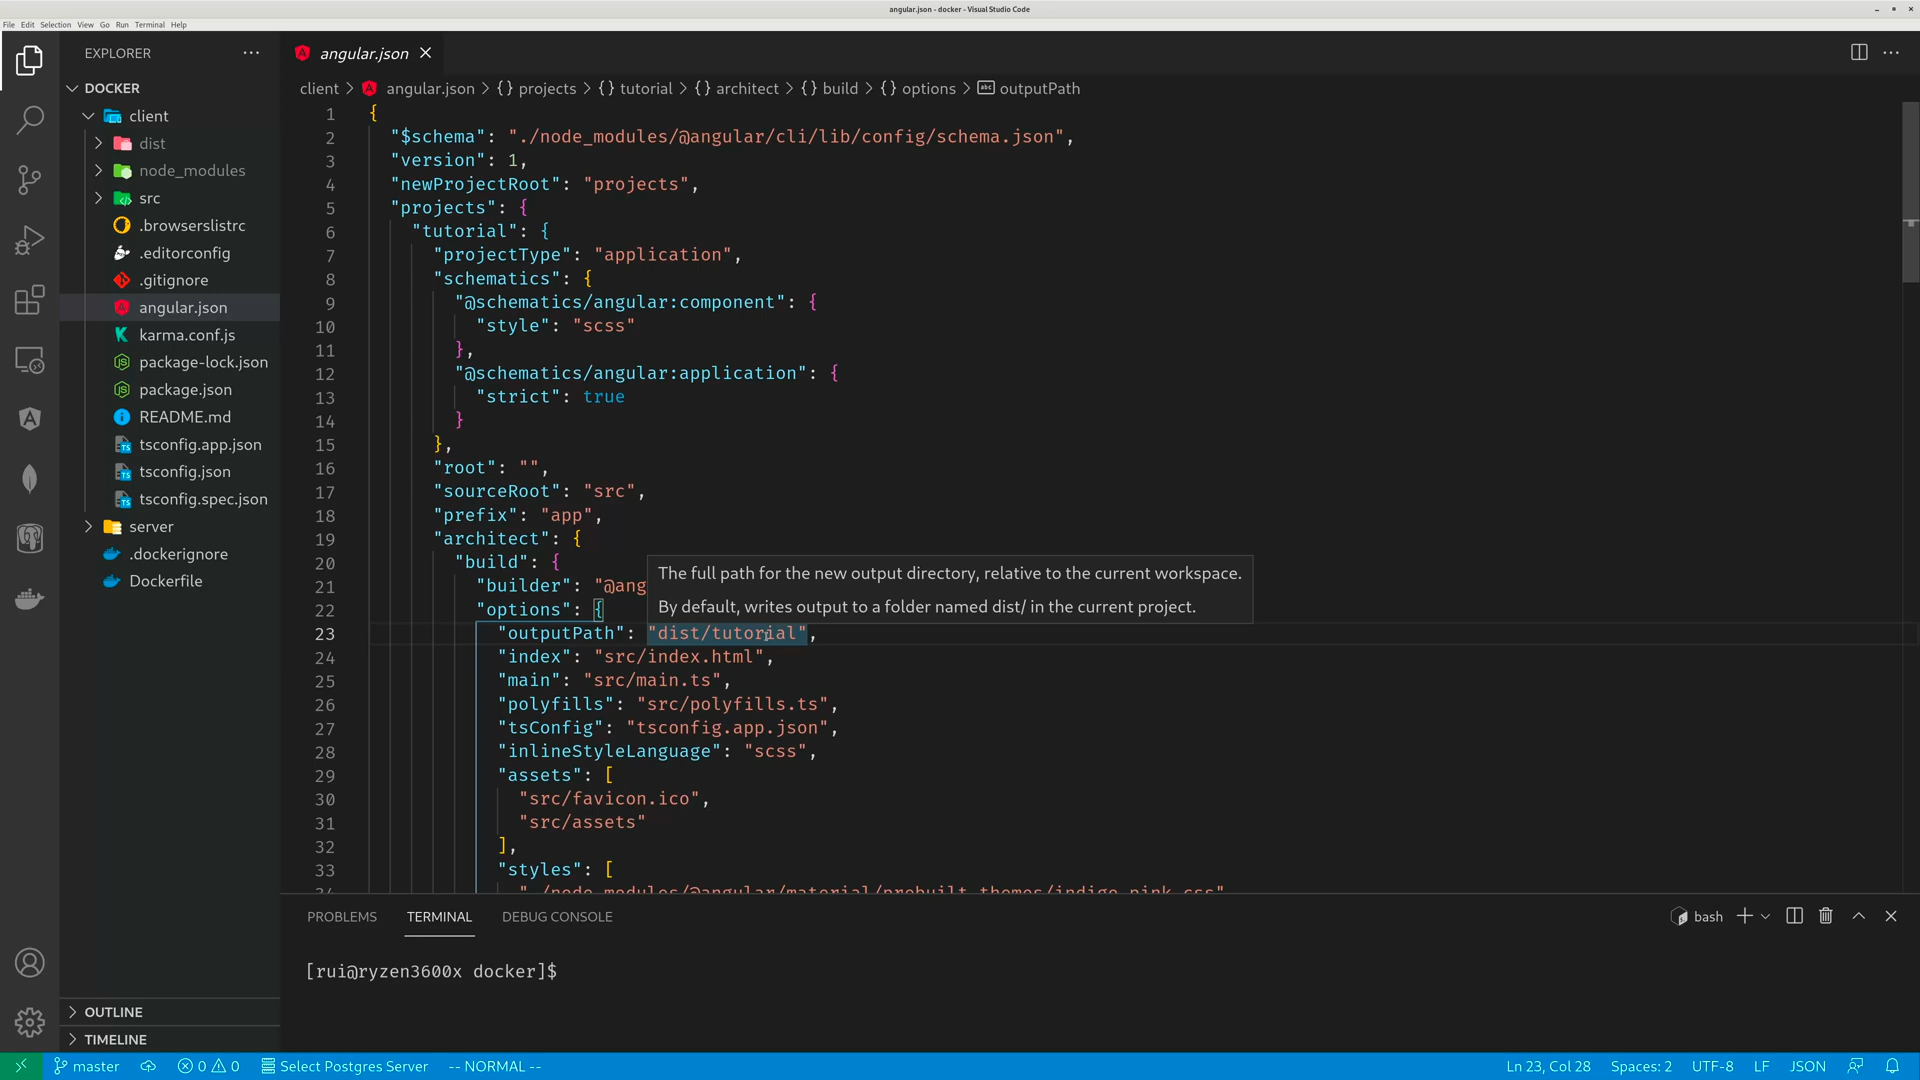 angular.json - docker - Visual Studio Code
File Edit Selection View Go Run Terminal Help
EXPLORER
angular.json
DOCKER
client
dist
node_modules
src
.browserslistrc
.editorconfig
.gitignore
angular.json
karma.conf.js
package-lock.json
package.json
README.md
tsconfig.app.json
tsconfig.json
tsconfig.spec.json
server
.dockerignore
Dockerfile
OUTLINE
TIMELINE
client > angular.json > {} projects > {} tutorial > {} architect > {} build > {} options > abc outputPath
1 {
2 "$schema": "./node_modules/@angular/cli/lib/config/schema.json",
3 "version": 1,
4 "newProjectRoot": "projects",
5 "projects": {
6 "tutorial": {
7 "projectType": "application",
8 "schematics": {
9 "@schematics/angular:component": {
10 "style": "scss"
11 },
12 "@schematics/angular:application": {
13 "strict": true
14 }
15 },
16 "root": "",
17 "sourceRoot": "src",
18 "prefix": "app",
19 "architect": {
20 "build": {
21 "builder": "@ang
22 "options": {
The full path for the new output directory, relative to the current workspace.
By default, writes output to a folder named dist/ in the current project.
23 "outputPath": "dist/tutorial",
24 "index": "src/index.html",
25 "main": "src/main.ts",
26 "polyfills": "src/polyfills.ts",
27 "tsConfig": "tsconfig.app.json",
28 "inlineStyleLanguage": "scss",
29 "assets": [
30 "src/favicon.ico",
31 "src/assets"
32 ],
33 "styles": [
34 "./node_modules/@angular/material/prebuilt-themes/indigo-pink.css"
PROBLEMS TERMINAL DEBUG CONSOLE
bash
[rui@ryzen3600x docker]$
master 0 0 Select Postgres Server -- NORMAL -- Ln 23, Col 28 Spaces: 2 UTF-8 LF JSON